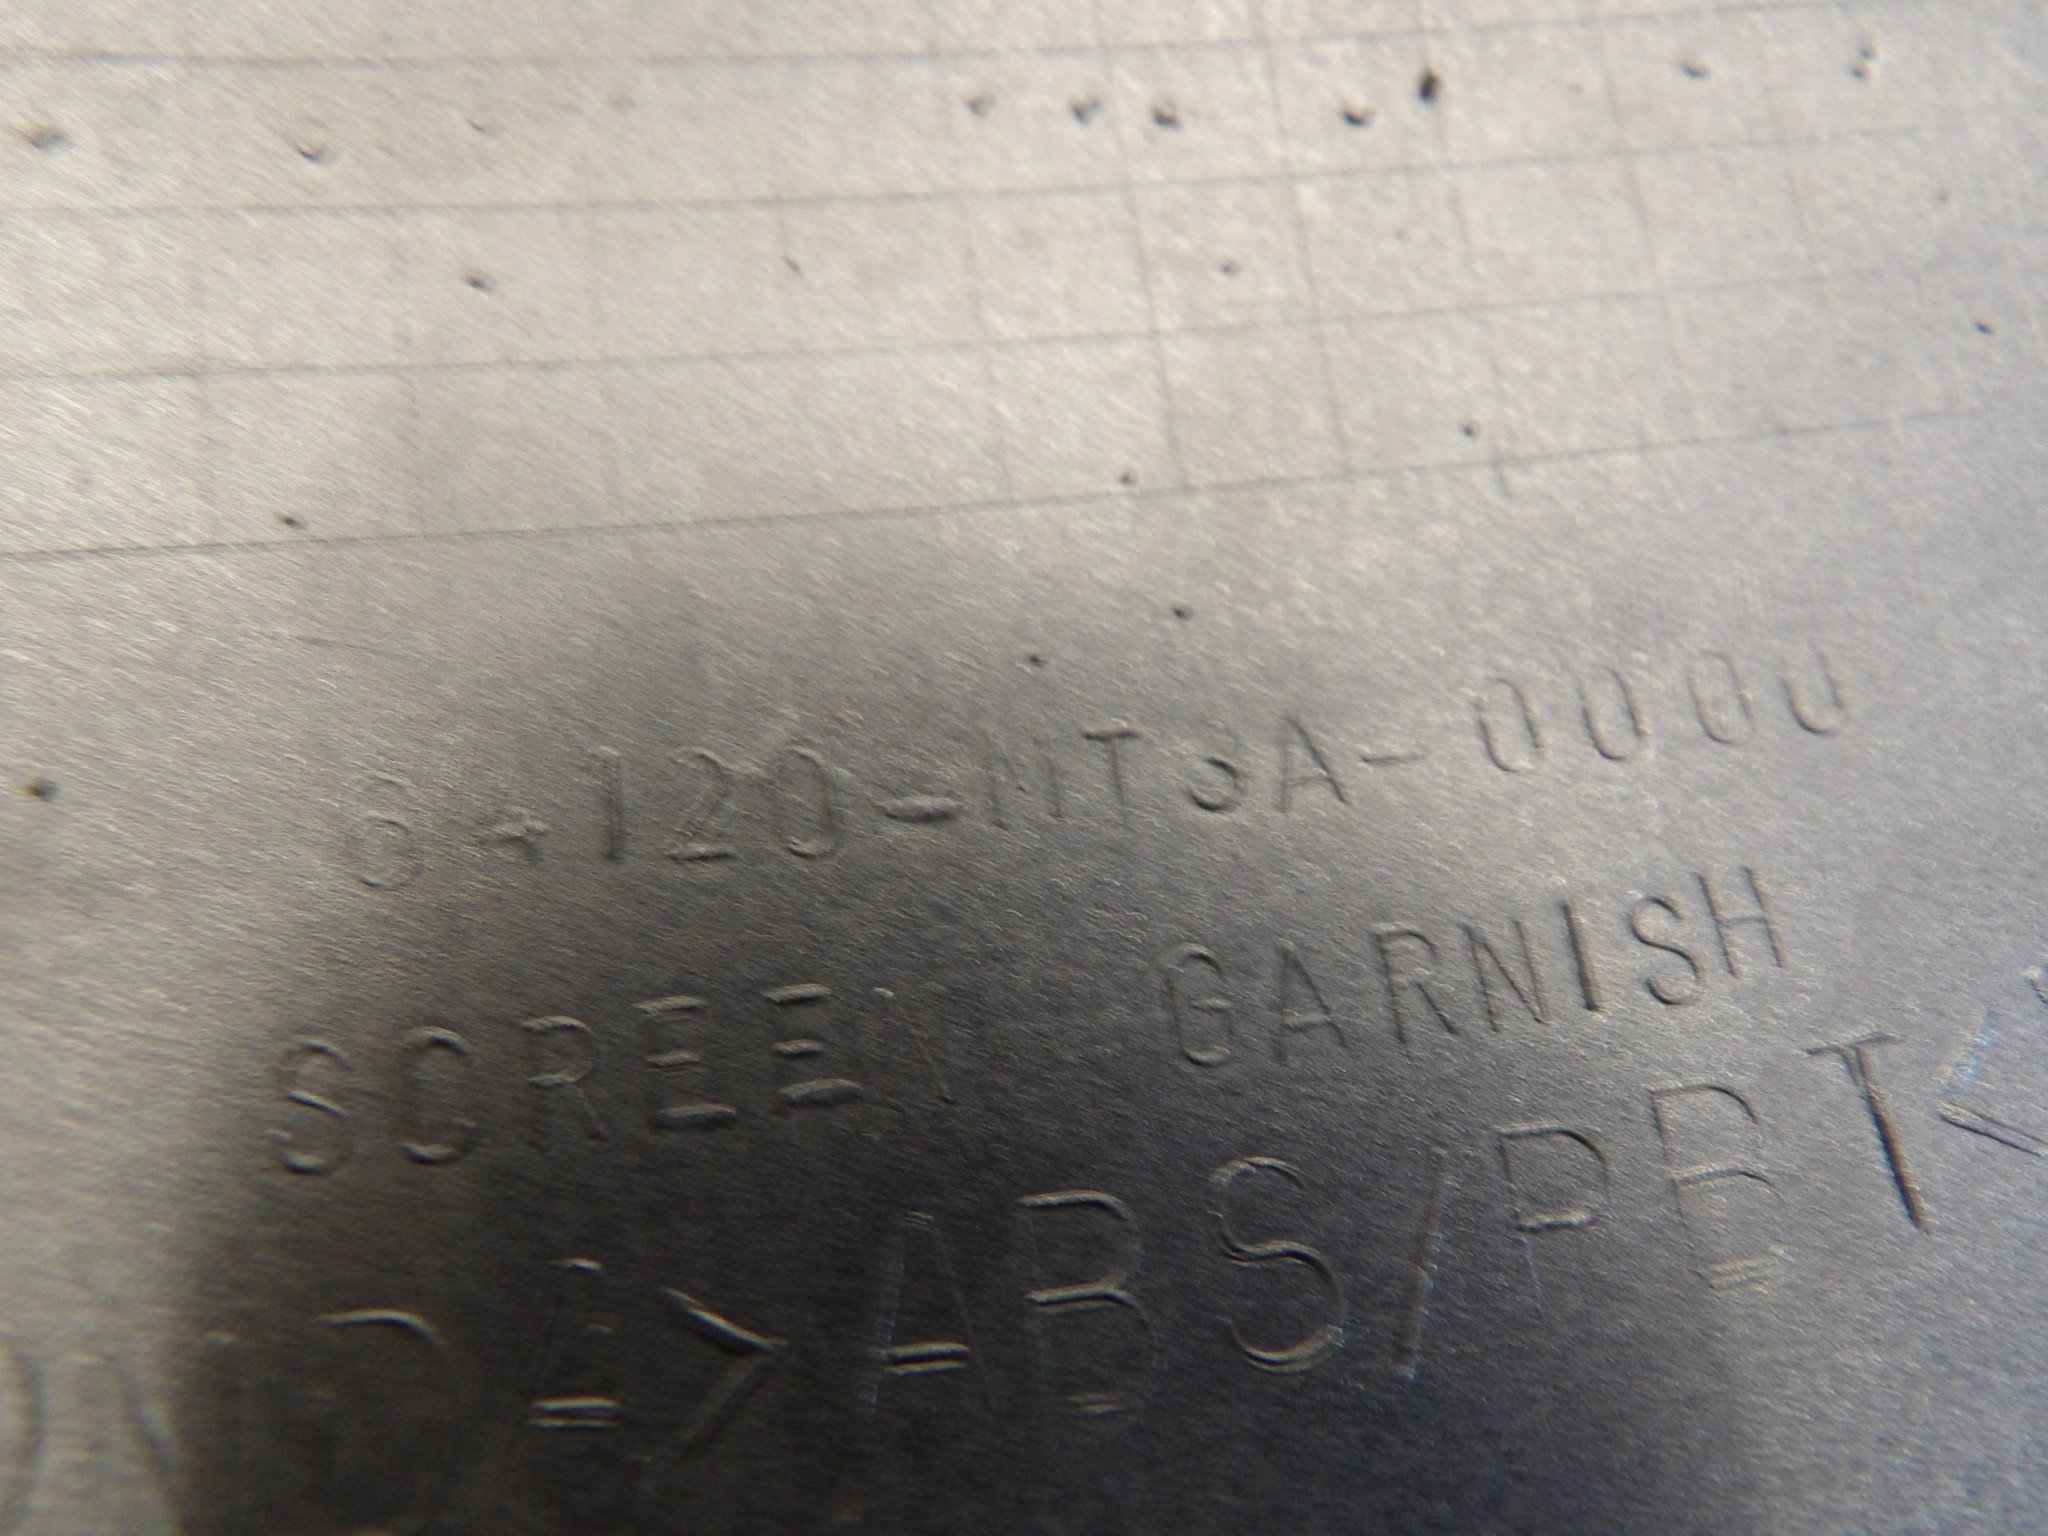 64120-MT3A-0000
SCREEN GARNISH
>ABS/PBT<